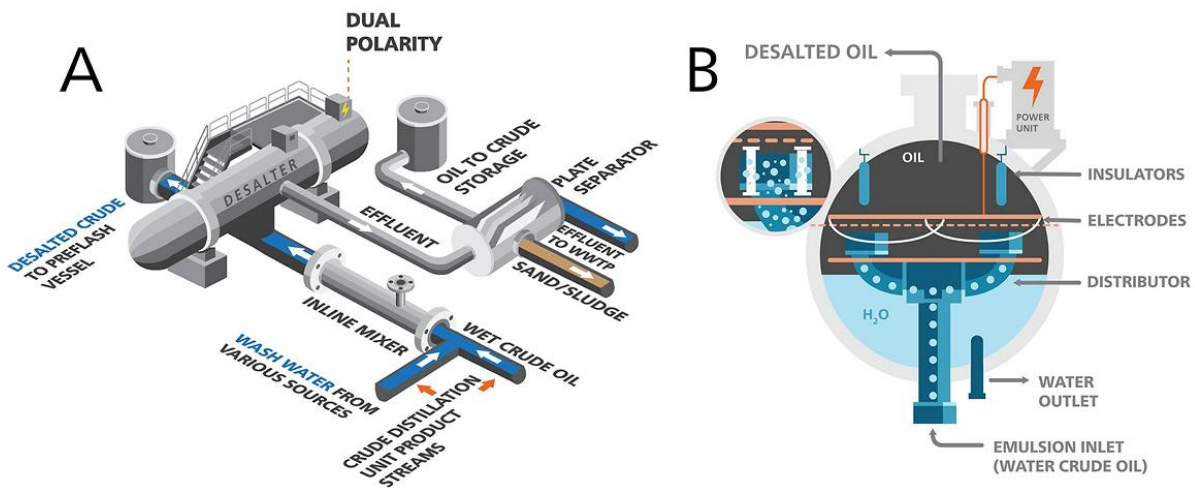 A
DUAL
POLARITY
DESALTER
OIL TO CRUDE
STORAGE
PLATE
SEPARATOR
EFFLUENT
EFFLUENT
TO WWTP
SAND/SLUDGE
DESALTED CRUDE
TO PREFLASH
VESSEL
INLINE MIXER
WET CRUDE OIL
WASH WATER FROM
VARIOUS SOURCES
CRUDE DISTILLATION
UNIT PRODUCT
STREAMS
B
DESALTED OIL
POWER
UNIT
OIL
INSULATORS
ELECTRODES
DISTRIBUTOR
H₂O
WATER
OUTLET
EMULSION INLET
(WATER CRUDE OIL)